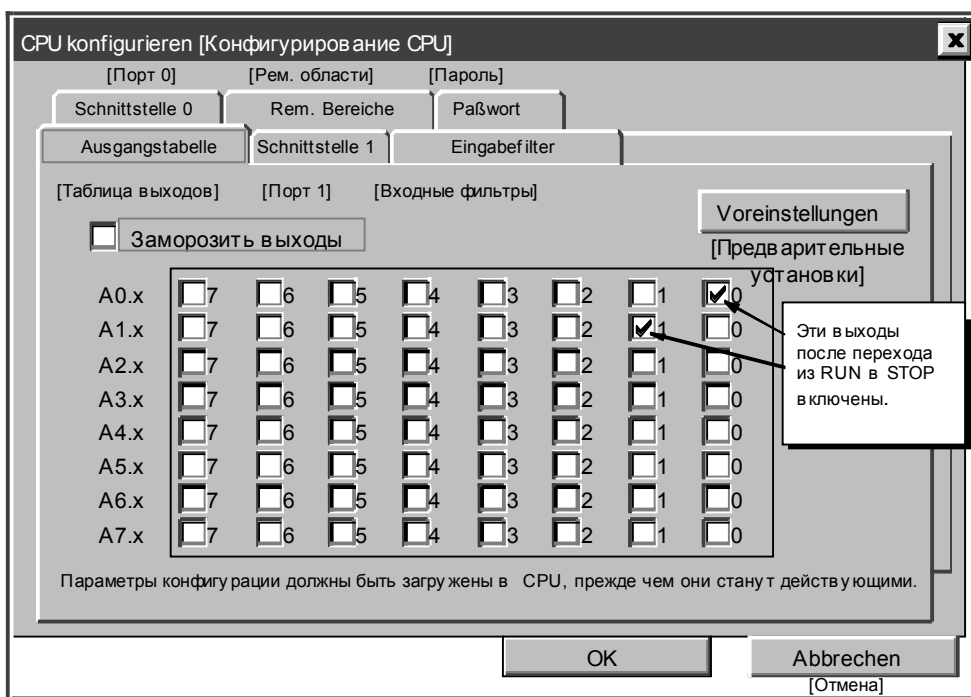 CPU konfigurieren [Конфигурирование CPU]
[Порт 0] [Рем. области] [Пароль]
Schnittstelle 0 Rem. Bereiche Paßwort
Ausgangstabelle Schnittstelle 1 Eingabefilter
[Таблица выходов] [Порт 1] [Входные фильтры]
Voreinstellungen
[Предварительные
установки]
Заморозить выходы
A0.x 7 6 5 4 3 2 1 0
A1.x 7 6 5 4 3 2 1 0
A2.x 7 6 5 4 3 2 1 0
A3.x 7 6 5 4 3 2 1 0
A4.x 7 6 5 4 3 2 1 0
A5.x 7 6 5 4 3 2 1 0
A6.x 7 6 5 4 3 2 1 0
A7.x 7 6 5 4 3 2 1 0
Эти выходы
после перехода
из RUN в STOP
включены.
Параметры конфигурации должны быть загружены в CPU, прежде чем они станут действующими.
OK Abbrechen
[Отмена]